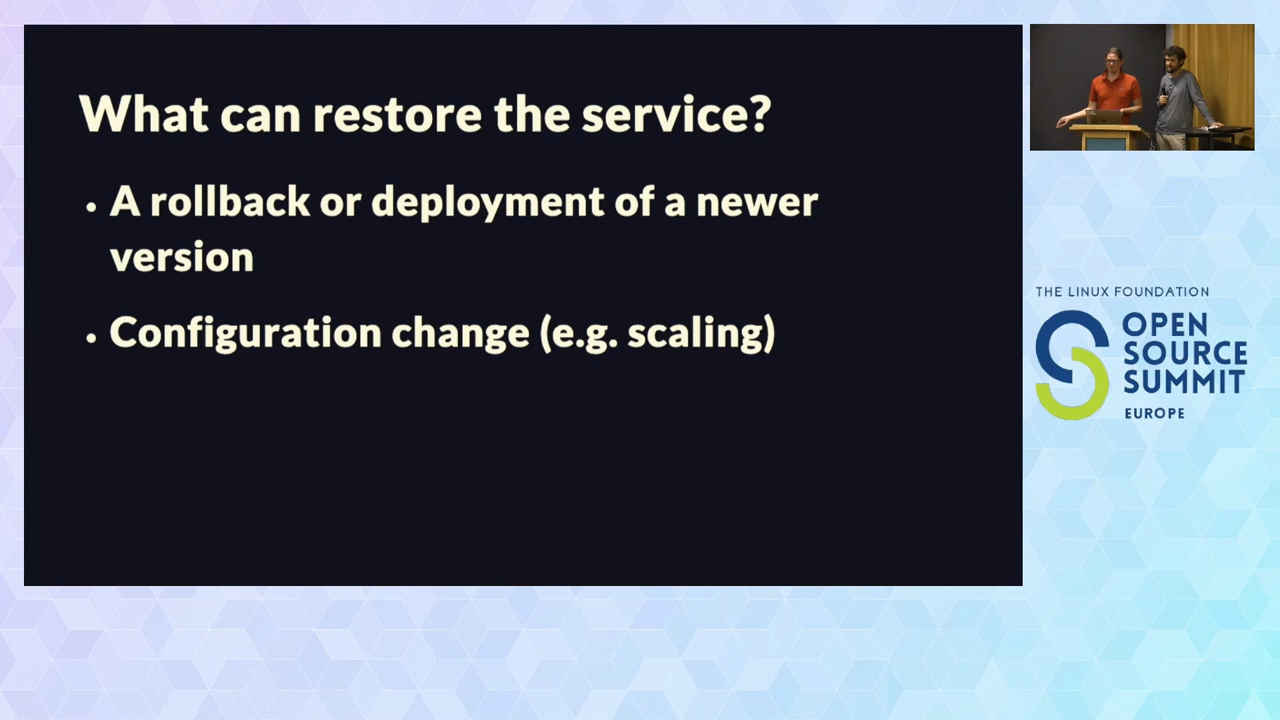 What can restore the service?
• A rollback or deployment of a newer
version
• Configuration change (e.g. scaling)
THE LINUX FOUNDATION
OPEN
SOURCE
SUMMIT
EUROPE